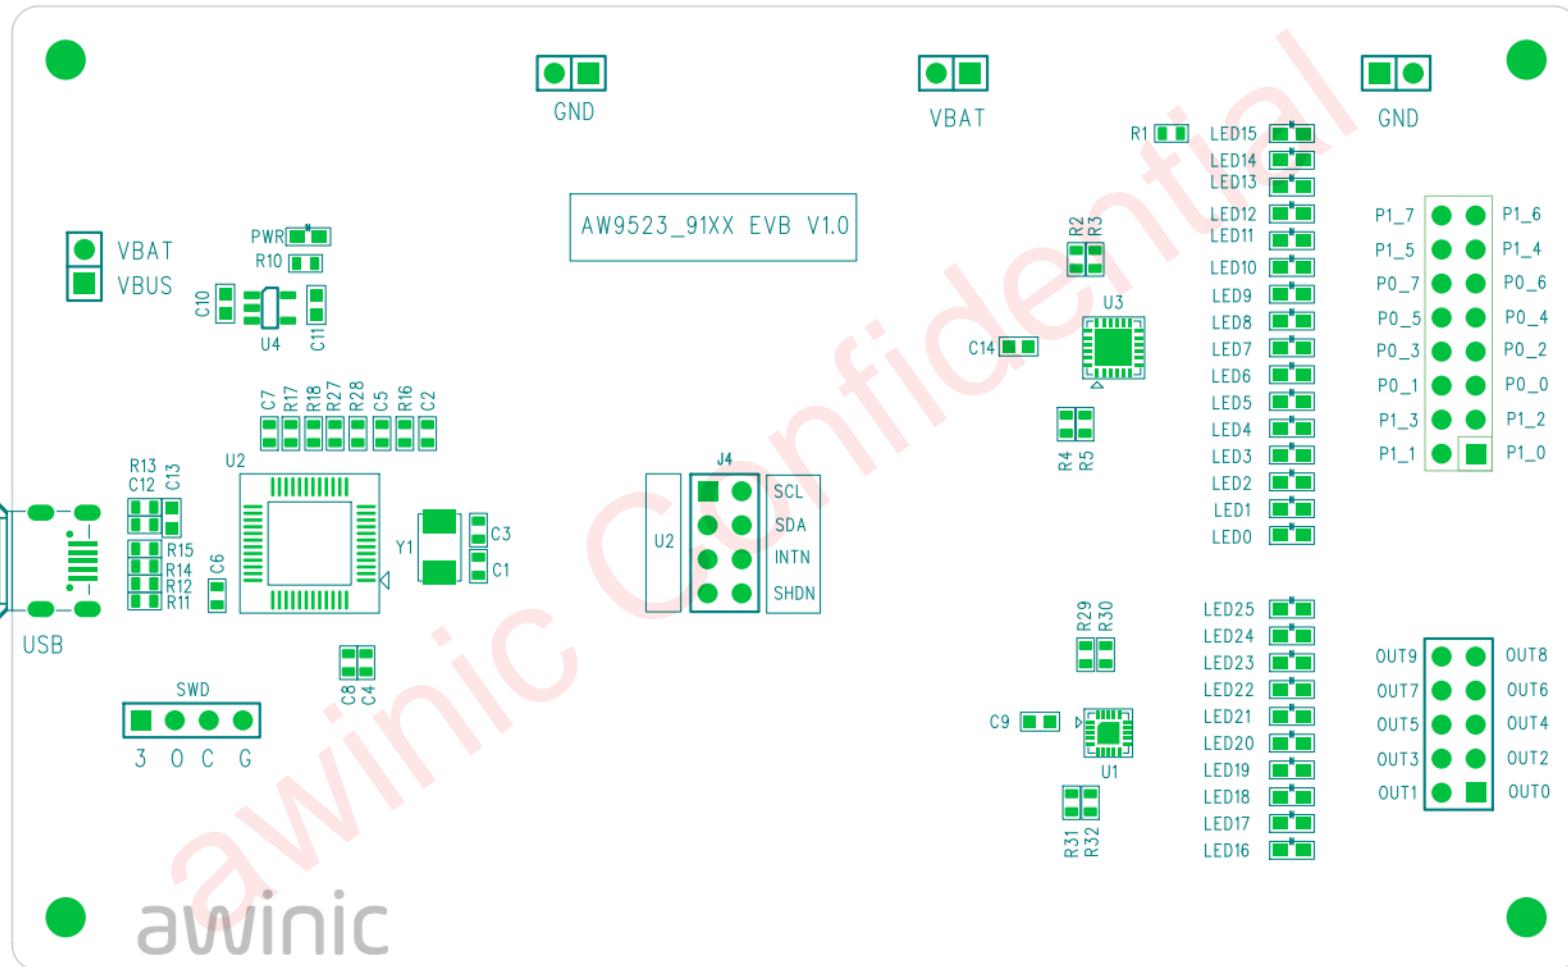 GND
VBAT
GND
R1
LED15
LED14
LED13
LED12
LED11
LED10
LED9
LED8
LED7
LED6
LED5
LED4
LED3
LED2
LED1
LED0
P1_7 P1_6
P1_5 P1_4
P0_7 P0_6
P0_5 P0_4
P0_3 P0_2
P0_1 P0_0
P1_3 P1_2
P1_1 P1_0
AW9523_91XX EVB V1.0
R2
R3
U3
C14
R4
R5
VBAT
VBUS
PWR
R10
C10
C11
U4
C7
R17
R18
R27
R28
C5
R16
C2
U2
R13
C12
C13
R15
R14
R12
R11
C6
Y1
C3
C1
USB
C8
C4
SWD
3 O C G
J4
U2
SCL
SDA
INTN
SHDN
R29
R30
C9
U1
R31
R32
LED25
LED24
LED23
LED22
LED21
LED20
LED19
LED18
LED17
LED16
OUT9 OUT8
OUT7 OUT6
OUT5 OUT4
OUT3 OUT2
OUT1 OUT0
awinic Confidential
awinic